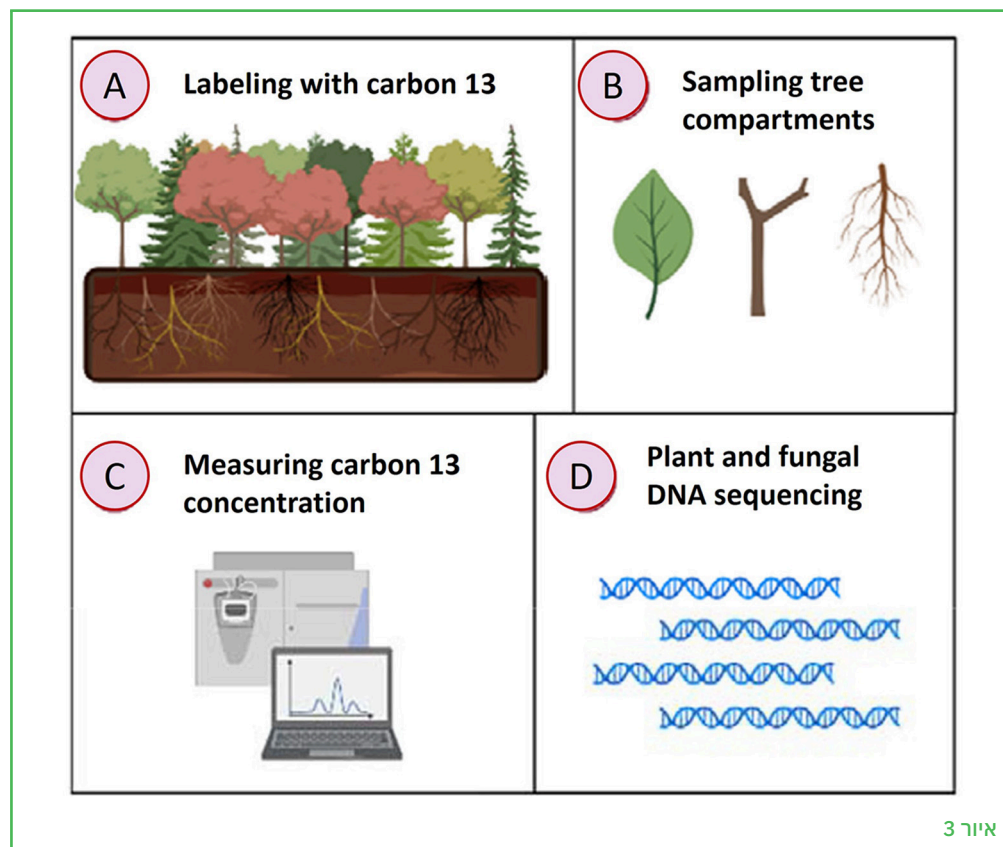 A
Labeling with carbon 13
B
Sampling tree
compartments
C
Measuring carbon 13
concentration
D
Plant and fungal
DNA sequencing
איור 3